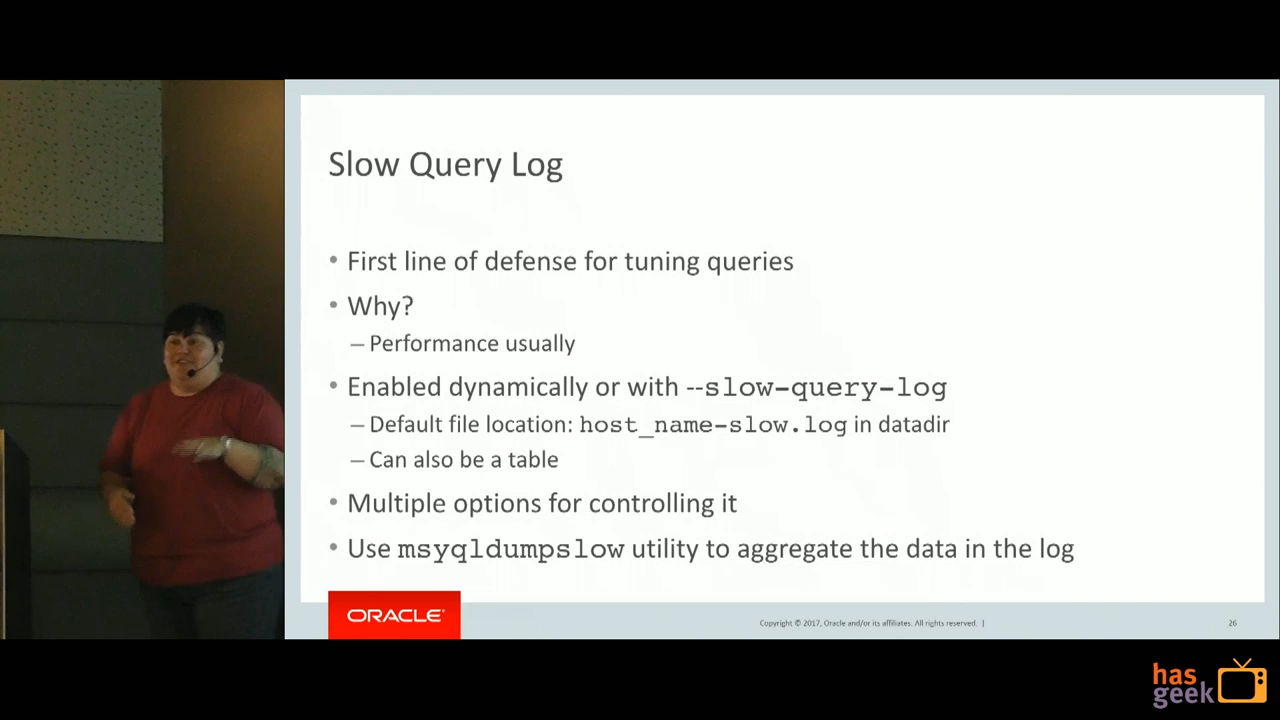 Slow Query Log
• First line of defense for tuning queries
• Why?
– Performance usually
• Enabled dynamically or with --slow-query-log
– Default file location: host_name-slow.log in datadir
– Can also be a table
• Multiple options for controlling it
• Use msyqldumpslow utility to aggregate the data in the log
ORACLE®
Copyright © 2017, Oracle and/or its affiliates. All rights reserved. |
26
has
geek